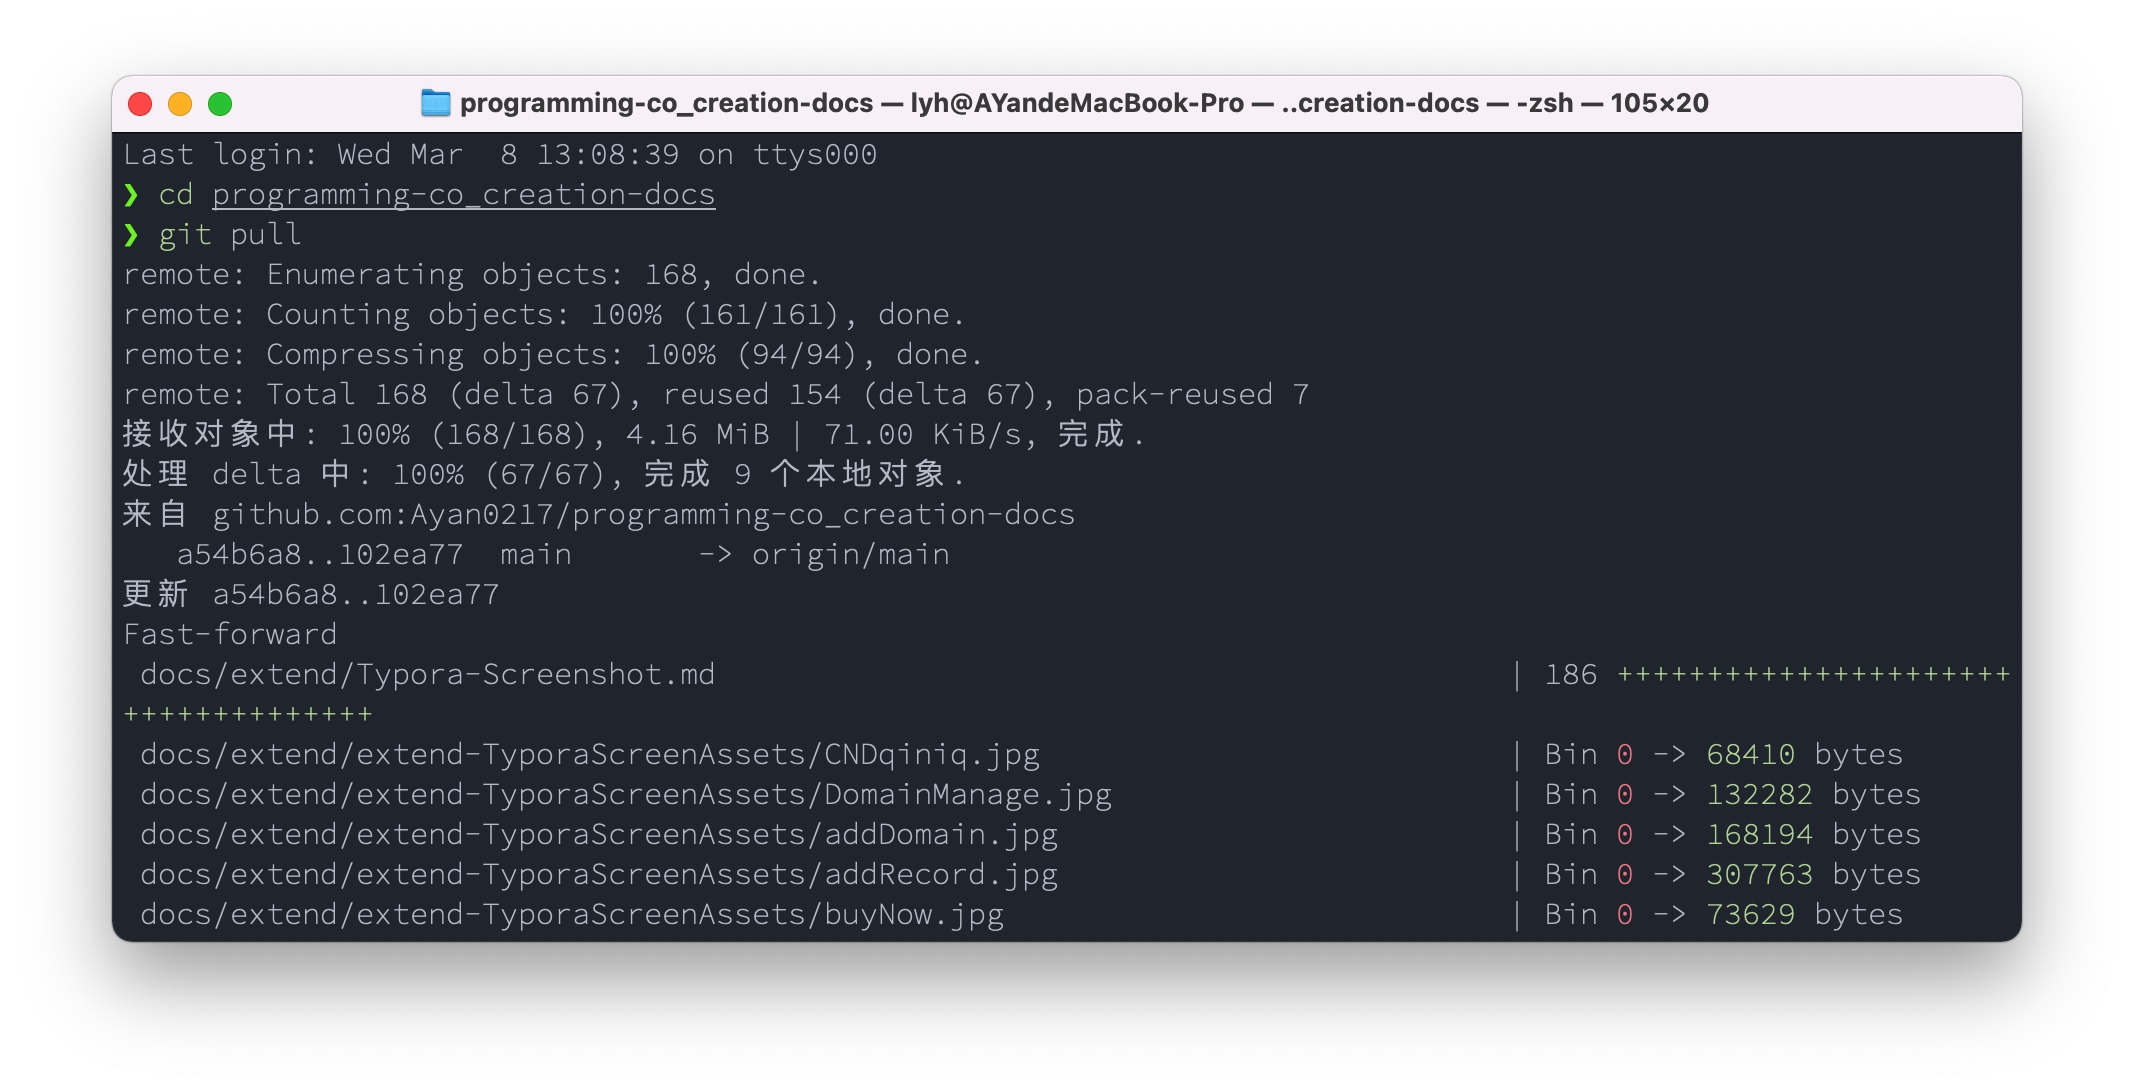 programming-co_creation-docs — lyh@AYandeMacBook-Pro — ..creation-docs — -zsh — 105×20
Last login: Wed Mar  8 13:08:39 on ttys000
❯ cd programming-co_creation-docs
❯ git pull
remote: Enumerating objects: 168, done.
remote: Counting objects: 100% (161/161), done.
remote: Compressing objects: 100% (94/94), done.
remote: Total 168 (delta 67), reused 154 (delta 67), pack-reused 7
接收对象中: 100% (168/168), 4.16 MiB | 71.00 KiB/s, 完成.
处理 delta 中: 100% (67/67), 完成 9 个本地对象.
来自 github.com:Ayan0217/programming-co_creation-docs
   a54b6a8..102ea77  main       -> origin/main
更新 a54b6a8..102ea77
Fast-forward
 docs/extend/Typora-Screenshot.md                                            | 186 ++++++++++++++++++++++
++++++++++++++
 docs/extend/extend-TyporaScreenAssets/CNDqiniq.jpg                          | Bin 0 -> 68410 bytes
 docs/extend/extend-TyporaScreenAssets/DomainManage.jpg                      | Bin 0 -> 132282 bytes
 docs/extend/extend-TyporaScreenAssets/addDomain.jpg                         | Bin 0 -> 168194 bytes
 docs/extend/extend-TyporaScreenAssets/addRecord.jpg                         | Bin 0 -> 307763 bytes
 docs/extend/extend-TyporaScreenAssets/buyNow.jpg                            | Bin 0 -> 73629 bytes